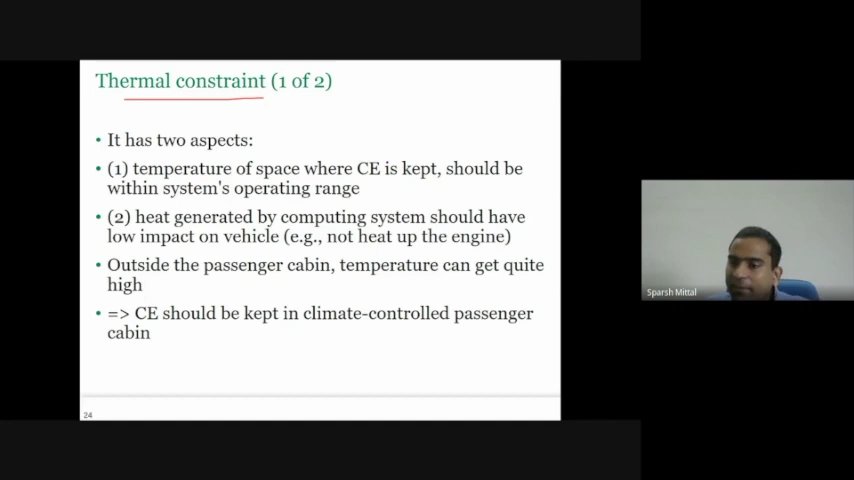 Thermal constraint (1 of 2)
• It has two aspects:
• (1) temperature of space where CE is kept, should be
within system's operating range
• (2) heat generated by computing system should have
low impact on vehicle (e.g., not heat up the engine)
• Outside the passenger cabin, temperature can get quite
high
• => CE should be kept in climate-controlled passenger
cabin
24
Sparsh Mittal